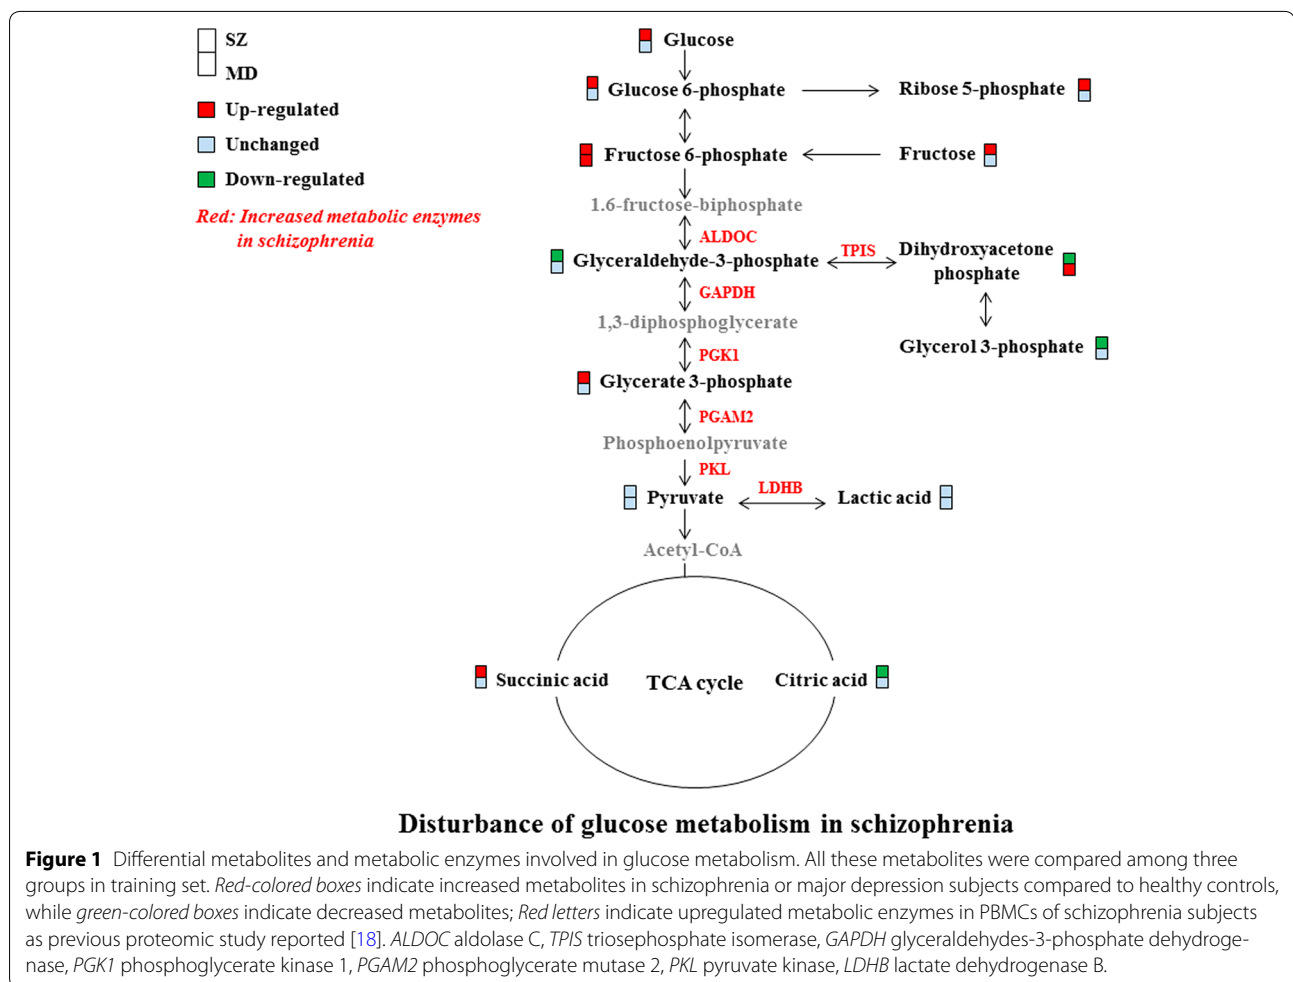 SZ
MD
Up-regulated
Unchanged
Down-regulated
Red: Increased metabolic enzymes
in schizophrenia
Glucose
Glucose 6-phosphate
Ribose 5-phosphate
Fructose 6-phosphate
Fructose
1.6-fructose-biphosphate
ALDOC
Glyceraldehyde-3-phosphate
TPIS
Dihydroxyacetone
phosphate
GAPDH
1,3-diphosphoglycerate
Glycerol 3-phosphate
PGK1
Glycerate 3-phosphate
PGAM2
Phosphoenolpyruvate
PKL
Pyruvate
LDHB
Lactic acid
Acetyl-CoA
Succinic acid
TCA cycle
Citric acid
Disturbance of glucose metabolism in schizophrenia
Figure 1 Differential metabolites and metabolic enzymes involved in glucose metabolism. All these metabolites were compared among three
groups in training set. Red-colored boxes indicate increased metabolites in schizophrenia or major depression subjects compared to healthy controls,
while green-colored boxes indicate decreased metabolites; Red letters indicate upregulated metabolic enzymes in PBMCs of schizophrenia subjects
as previous proteomic study reported [18]. ALDOC aldolase C, TPIS triosephosphate isomerase, GAPDH glyceraldehydes-3-phosphate dehydroge-
nase, PGK1 phosphoglycerate kinase 1, PGAM2 phosphoglycerate mutase 2, PKL pyruvate kinase, LDHB lactate dehydrogenase B.